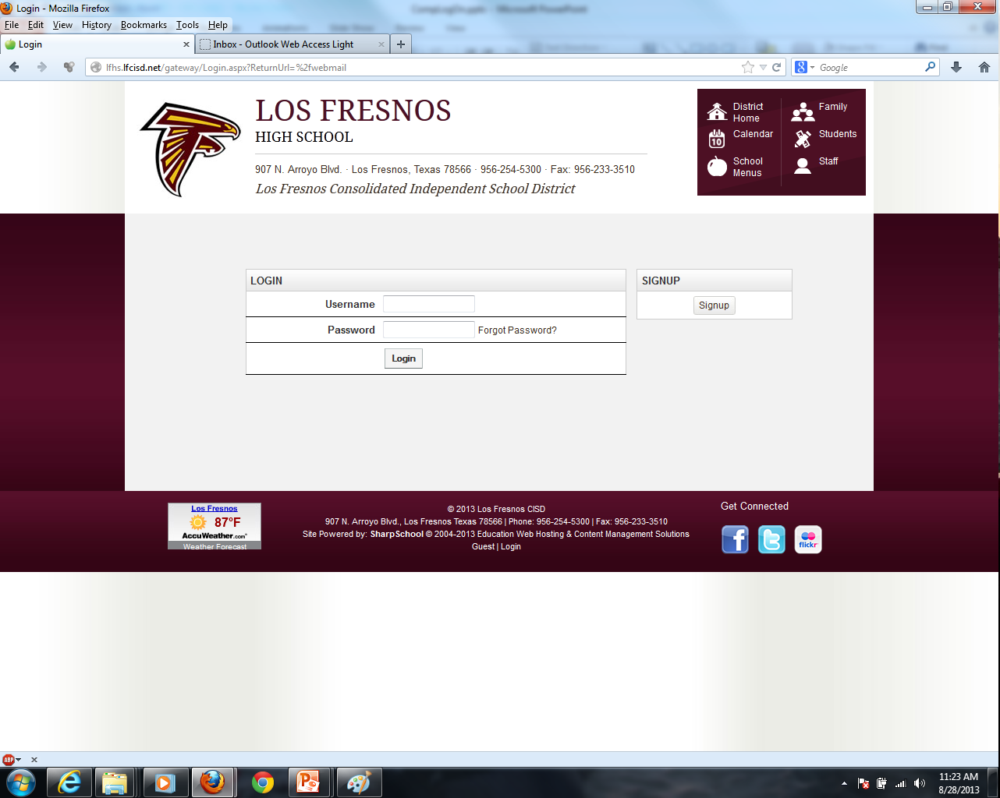 Login - Mozilla Firefox
CompLogOn.pptx - Microsoft PowerPoint
File Edit View History Bookmarks Tools Help
Login
Inbox - Outlook Web Access Light
lfhs.lfcisd.net/gateway/Login.aspx?ReturnUrl=%2fwebmail
Google
LOS FRESNOS
HIGH SCHOOL
907 N. Arroyo Blvd. · Los Fresnos, Texas 78566 · 956-254-5300 · Fax: 956-233-3510
Los Fresnos Consolidated Independent School District
District Home
Family
10
Calendar
Students
School Menus
Staff
LOGIN
Username
Password
Forgot Password?
Login
SIGNUP
Signup
Los Fresnos
87°F
AccuWeather.com
Weather Forecast
© 2013 Los Fresnos CISD
907 N. Arroyo Blvd., Los Fresnos Texas 78566 | Phone: 956-254-5300 | Fax: 956-233-3510
Site Powered by: SharpSchool © 2004-2013 Education Web Hosting & Content Management Solutions
Guest | Login
Get Connected
flickr
ABP
11:23 AM
8/28/2013